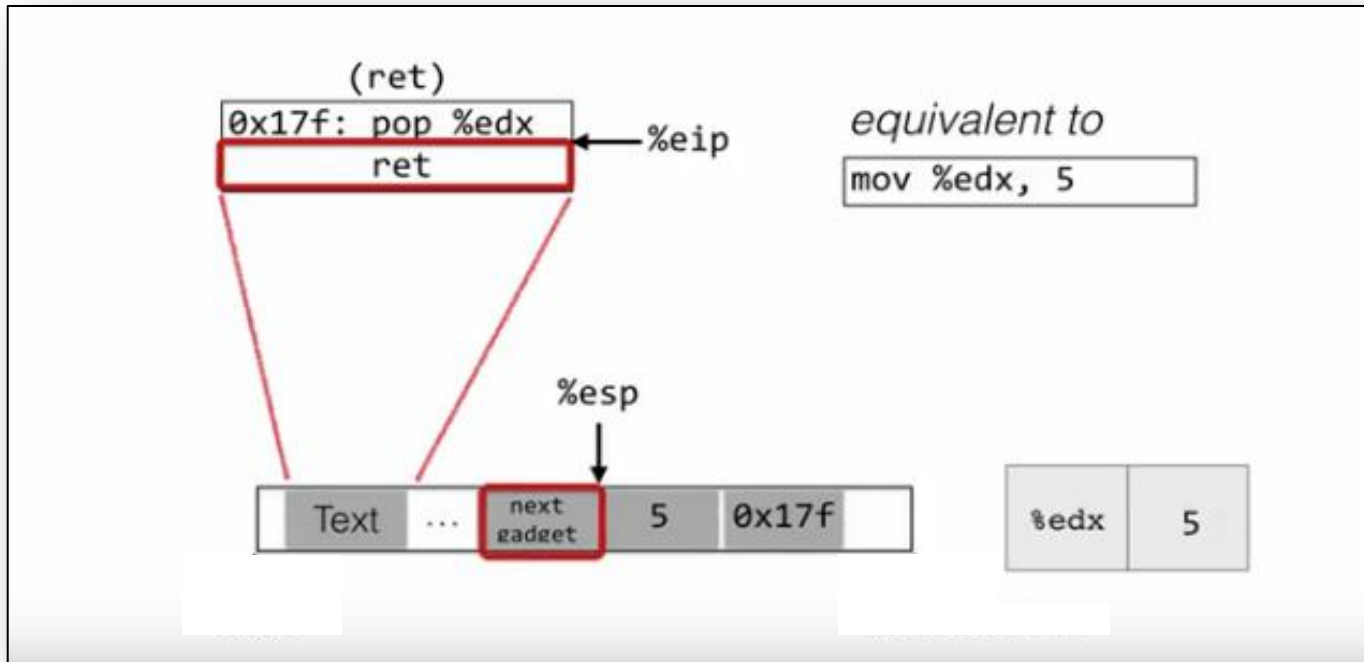 (ret)
0x17f: pop %edx
ret
%eip
equivalent to
mov %edx, 5
%esp
Text ... next gadget 5 0x17f
%edx 5